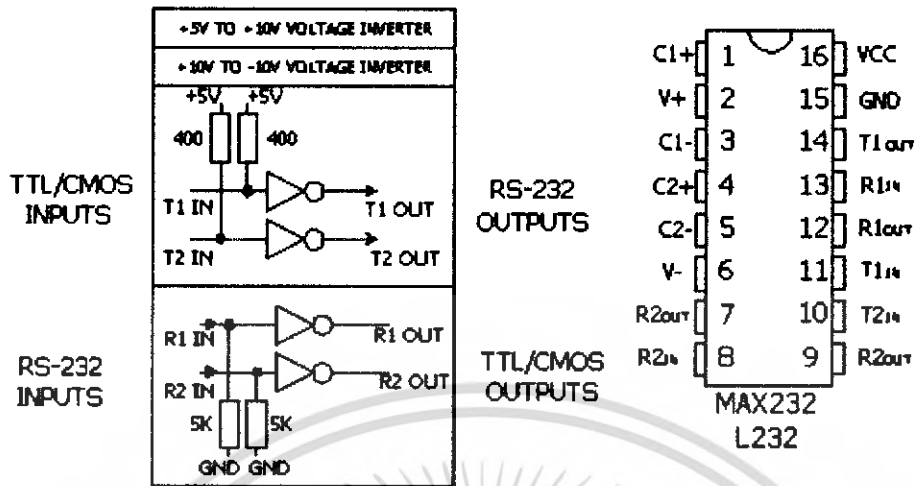 +5V TO +10V VOLTAGE INVERTER
+10V TO -10V VOLTAGE INVERTER
+5V +5V
400 400
TTL/CMOS
INPUTS
T1 IN T1 OUT
T2 IN T2 OUT
RS-232
OUTPUTS
RS-232
INPUTS
R1 IN R1 OUT
R2 IN R2 OUT
5K 5K
GND GND
TTL/CMOS
OUTPUTS
C1+ 1 16 VCC
V+ 2 15 GND
C1- 3 14 T1OUT
C2+ 4 13 R1IN
C2- 5 12 R1OUT
V- 6 11 T1IN
R2OUT 7 10 T2IN
R2IN 8 9 R2OUT
MAX232
L232